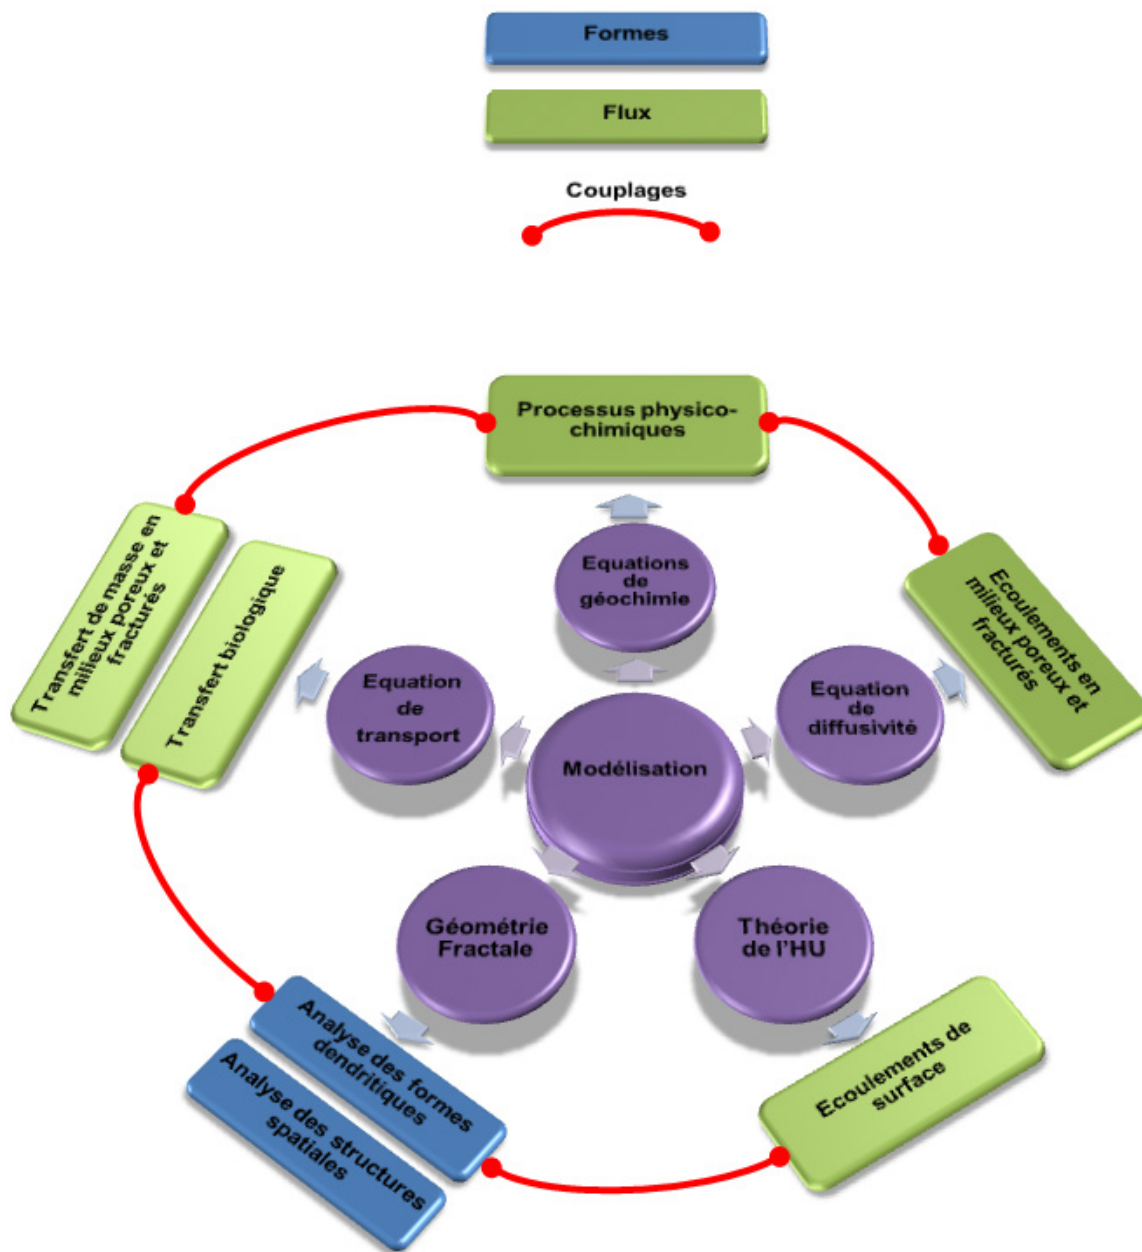 Formes
Flux
Couplages
Processus physico-
chimiques
Equations
de
géochimie
Transfert de masse en
milieux poreux et
fracturés
Transfert biologique
Equation
de
transport
Modélisation
Equation
de
diffusivité
Ecoulements en
milieux poreux et
fracturés
Géométrie
Fractale
Théorie
de l'HU
Analyse des formes
dendritiques
Analyse des structures
spatiales
Ecoulements de
surface